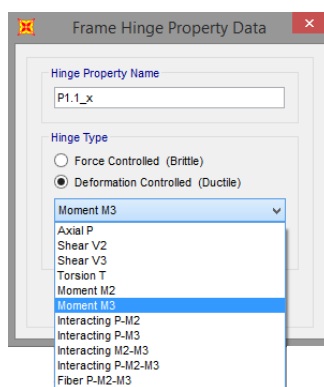 Frame Hinge Property Data
Hinge Property Name
P1.1_x
Hinge Type
Force Controlled (Brittle)
Deformation Controlled (Ductile)
Moment M3
Axial P
Shear V2
Shear V3
Torsion T
Moment M2
Moment M3
Interacting P-M2
Interacting P-M3
Interacting M2-M3
Interacting P-M2-M3
Fiber P-M2-M3